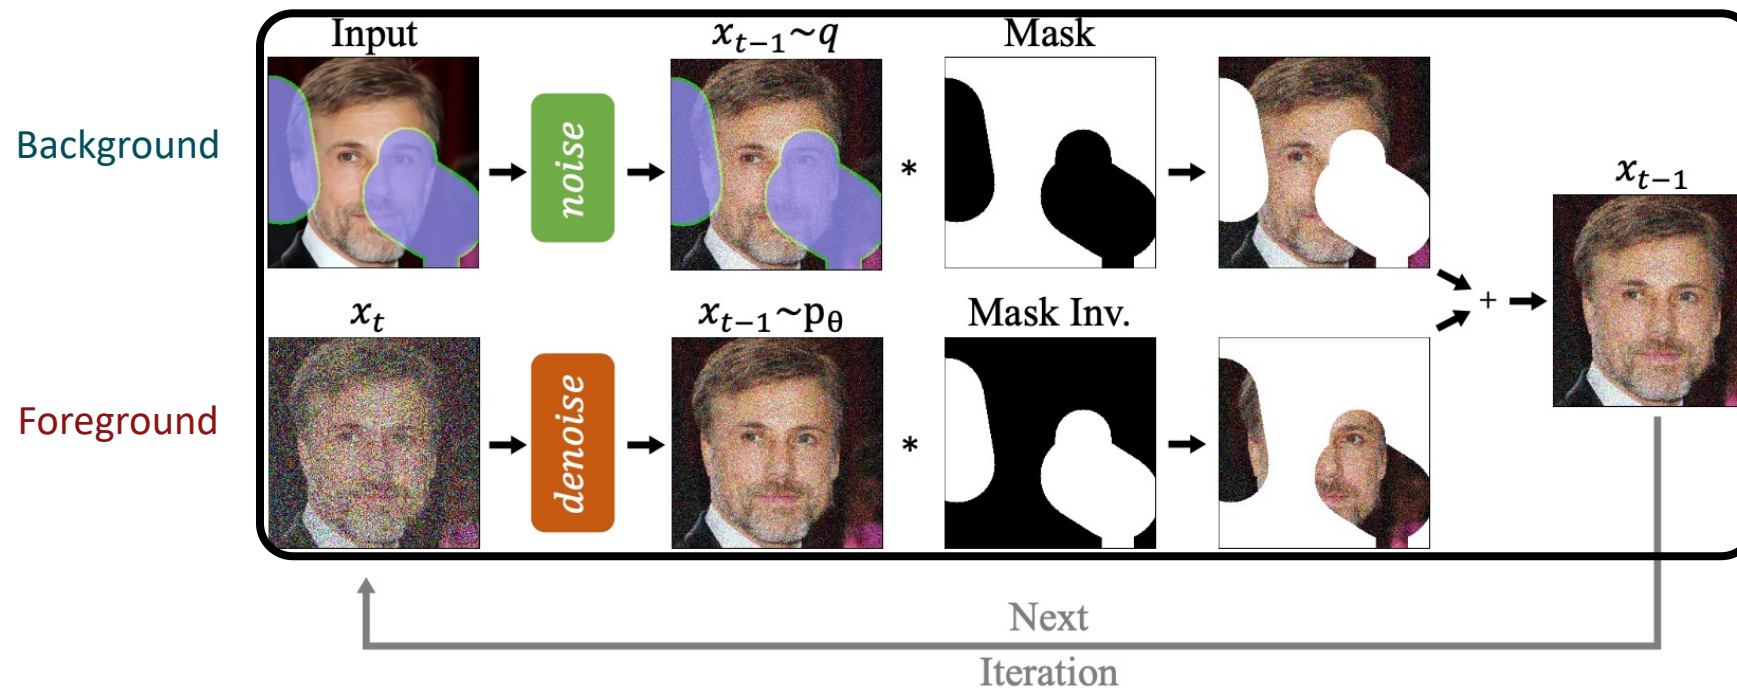 Input
x_{t−1}~q
Mask
Background
noise
*
x_{t−1}
x_t
x_{t−1}~p_θ
Mask Inv.
+
Foreground
denoise
*
Next
Iteration